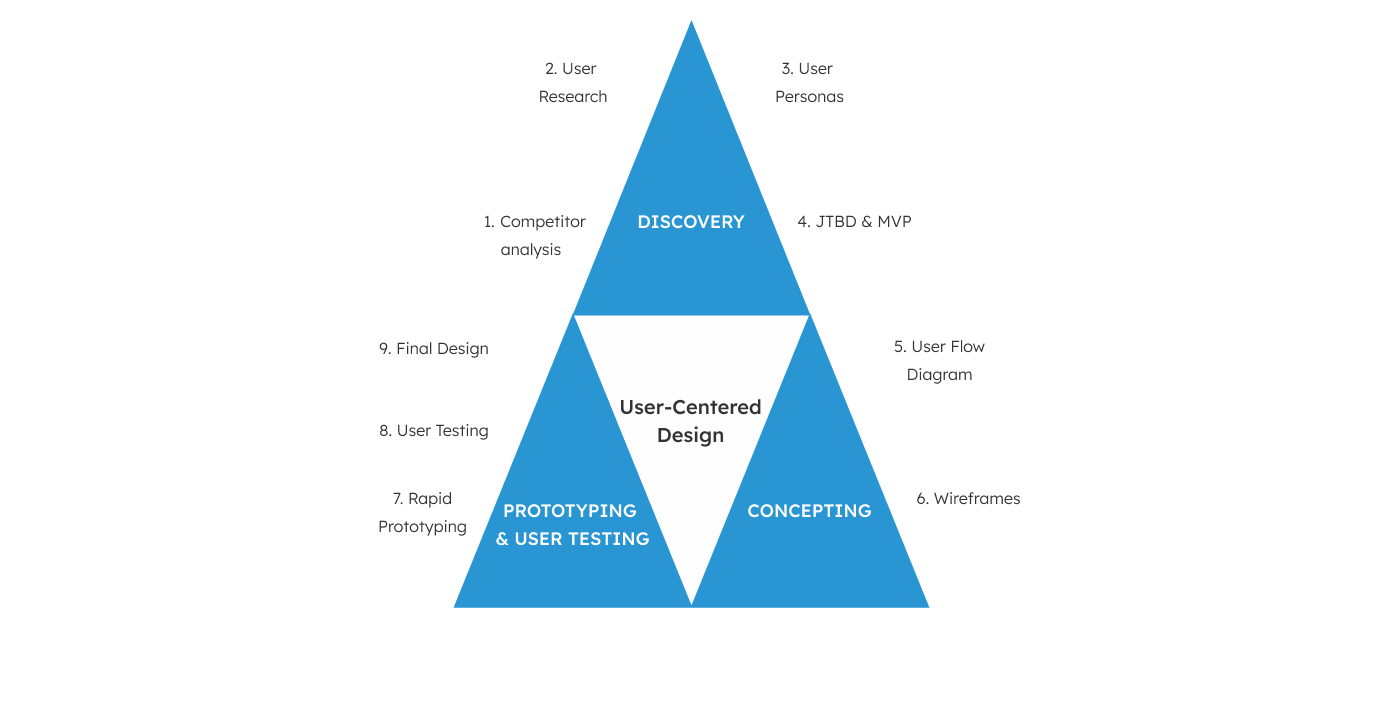 2. User
Research
3. User
Personas
1. Competitor
analysis
DISCOVERY
4. JTBD & MVP
9. Final Design
5. User Flow
Diagram
User-Centered
Design
8. User Testing
7. Rapid
Prototyping
PROTOTYPING
& USER TESTING
CONCEPTING
6. Wireframes